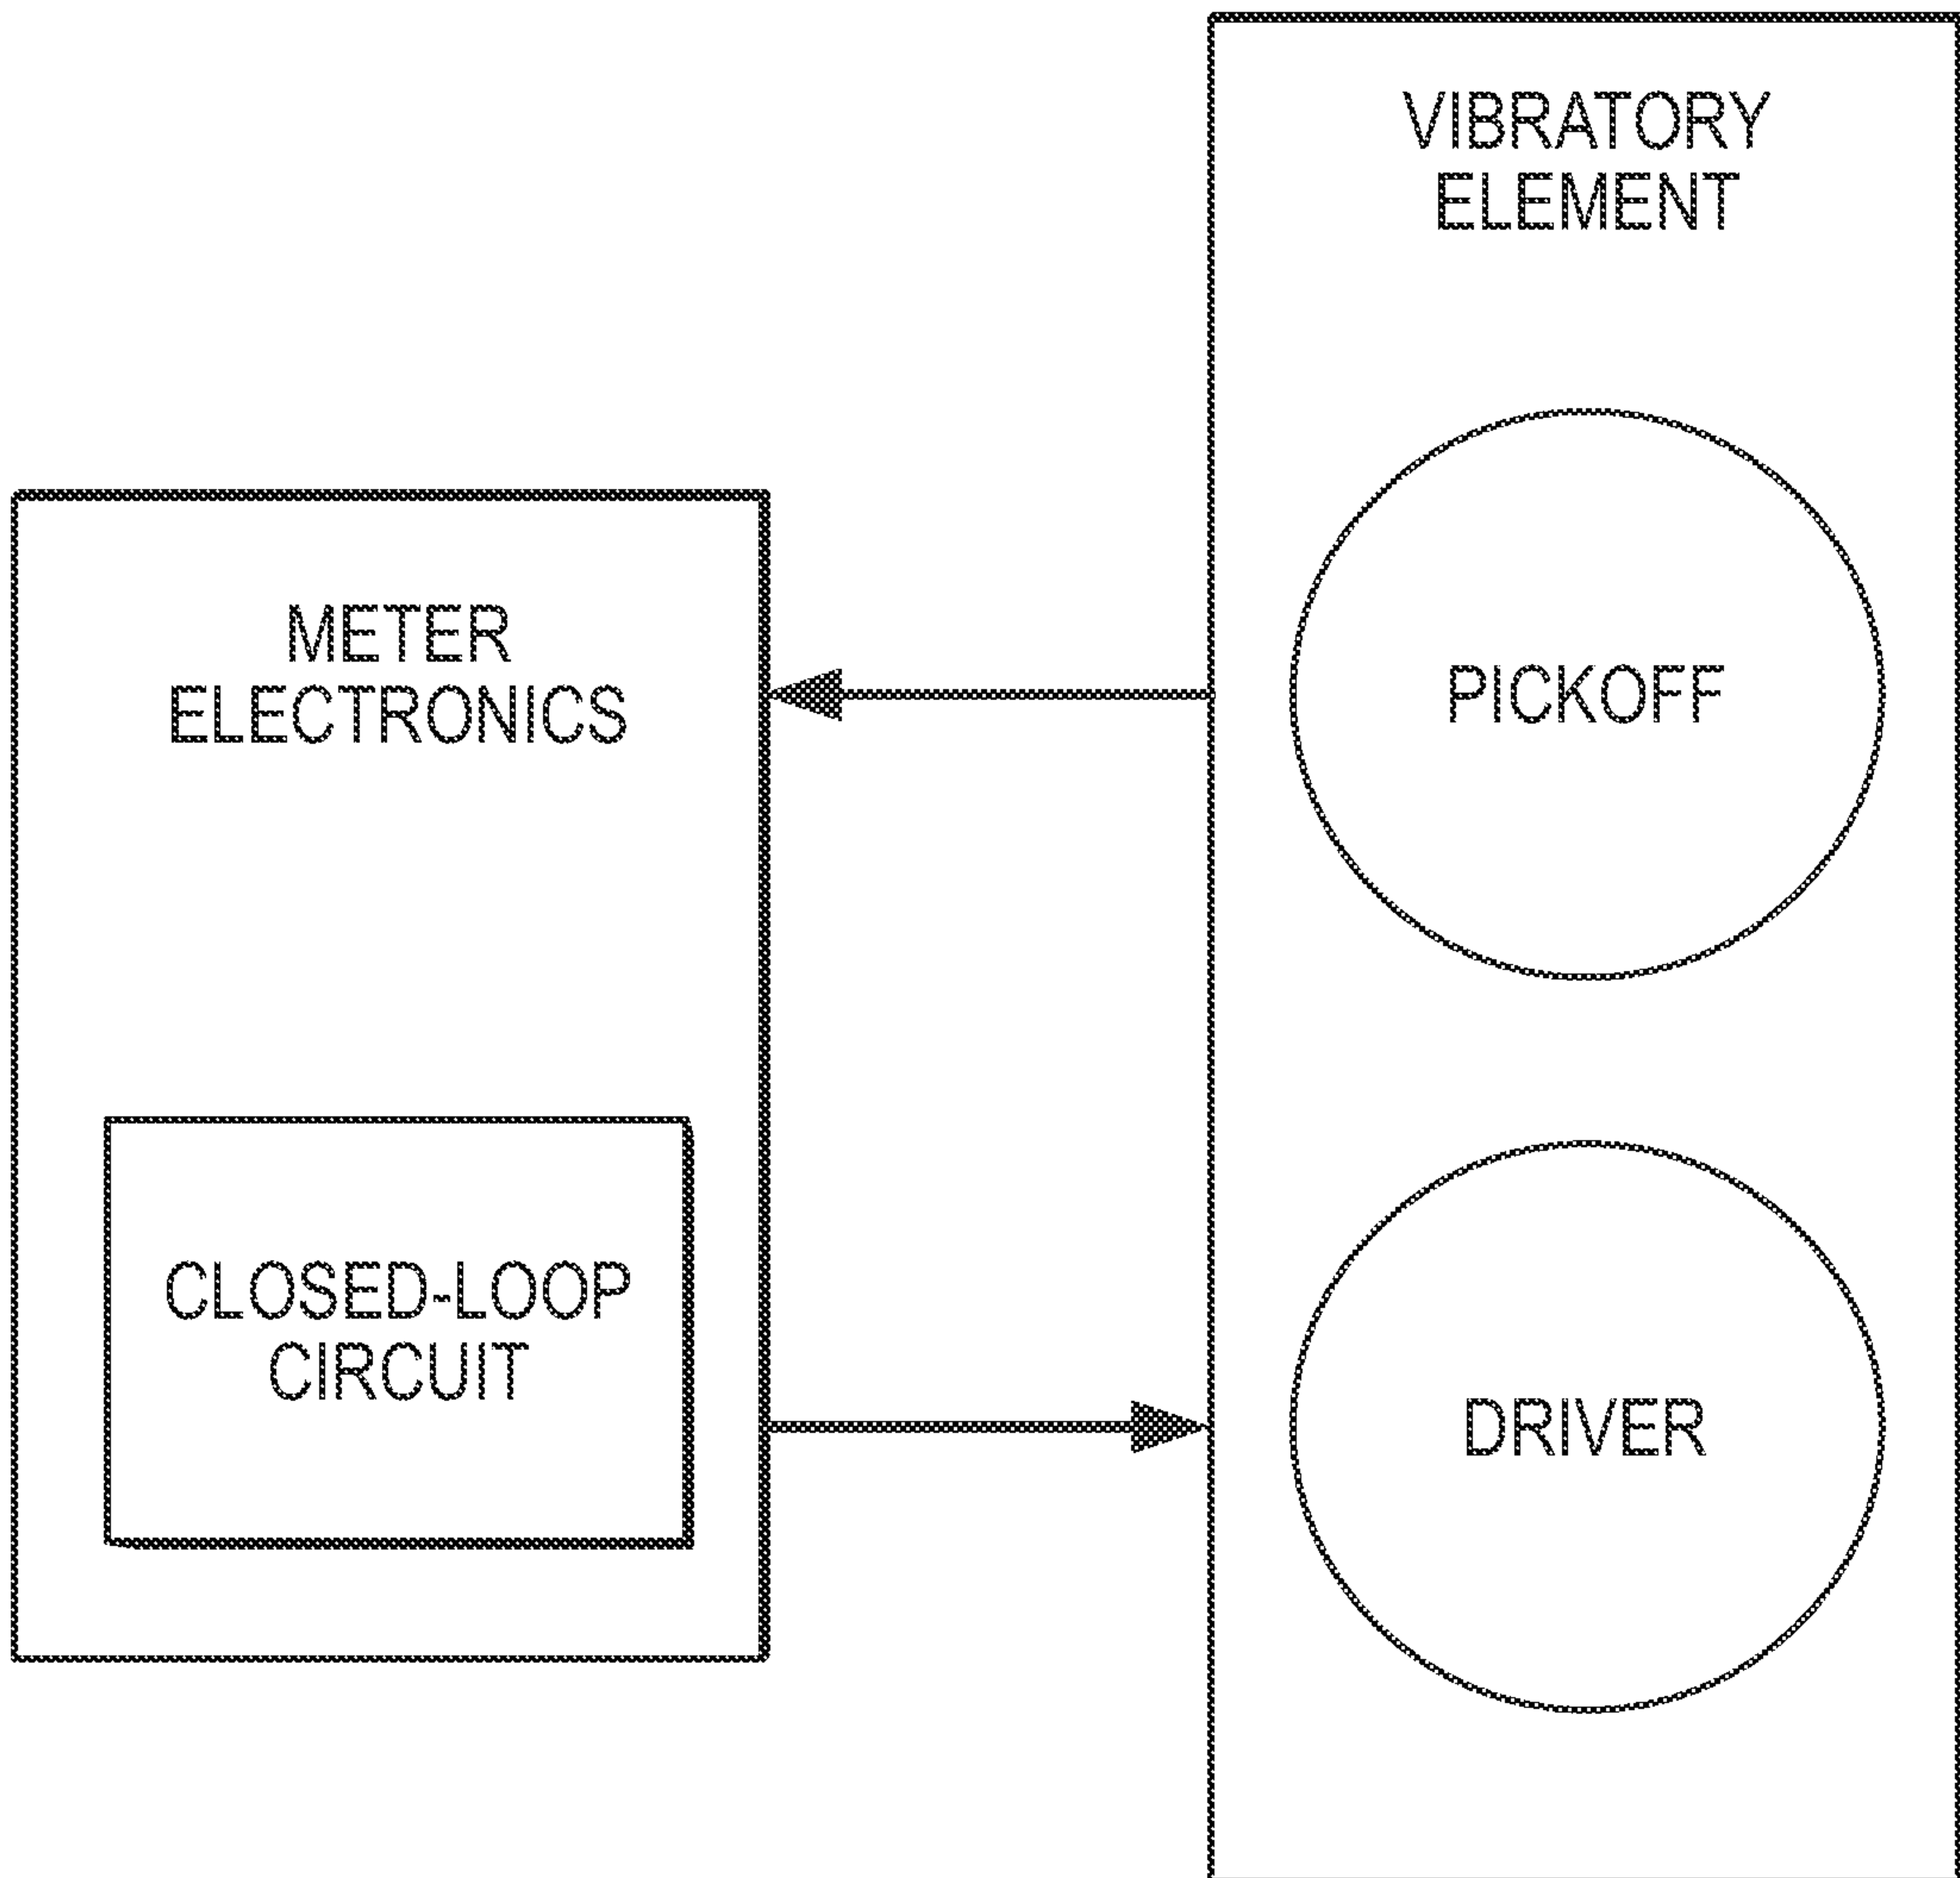 VIBRATORY
ELEMENT
METER
ELECTRONICS
PICKOFF
CLOSED-LOOP
CIRCUIT
DRIVER